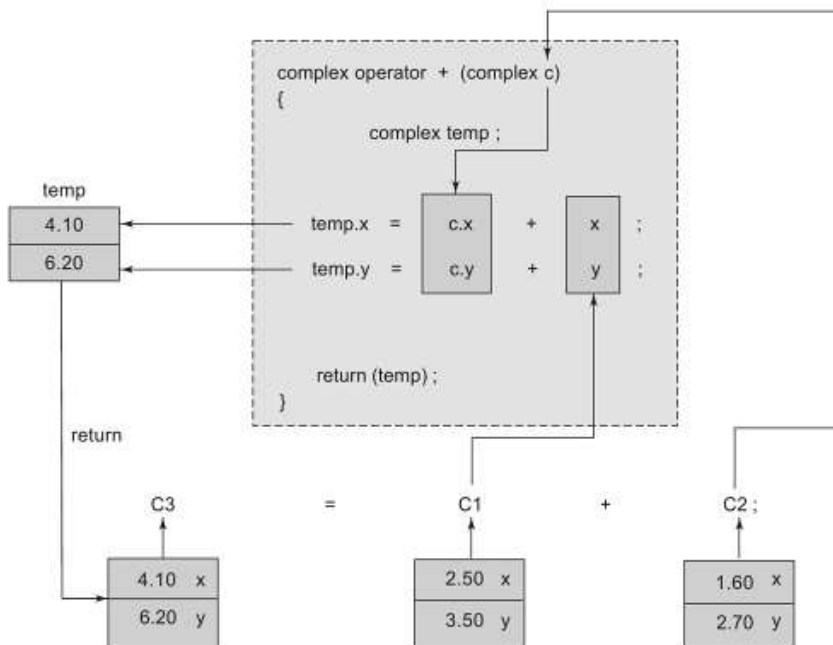 complex operator + (complex c)
{
complex temp ;
temp
4.10
6.20
temp.x = c.x + x ;
temp.y = c.y + y ;
return (temp) ;
}
return
C3 = C1 + C2 ;
4.10 x
6.20 y
2.50 x
3.50 y
1.60 x
2.70 y